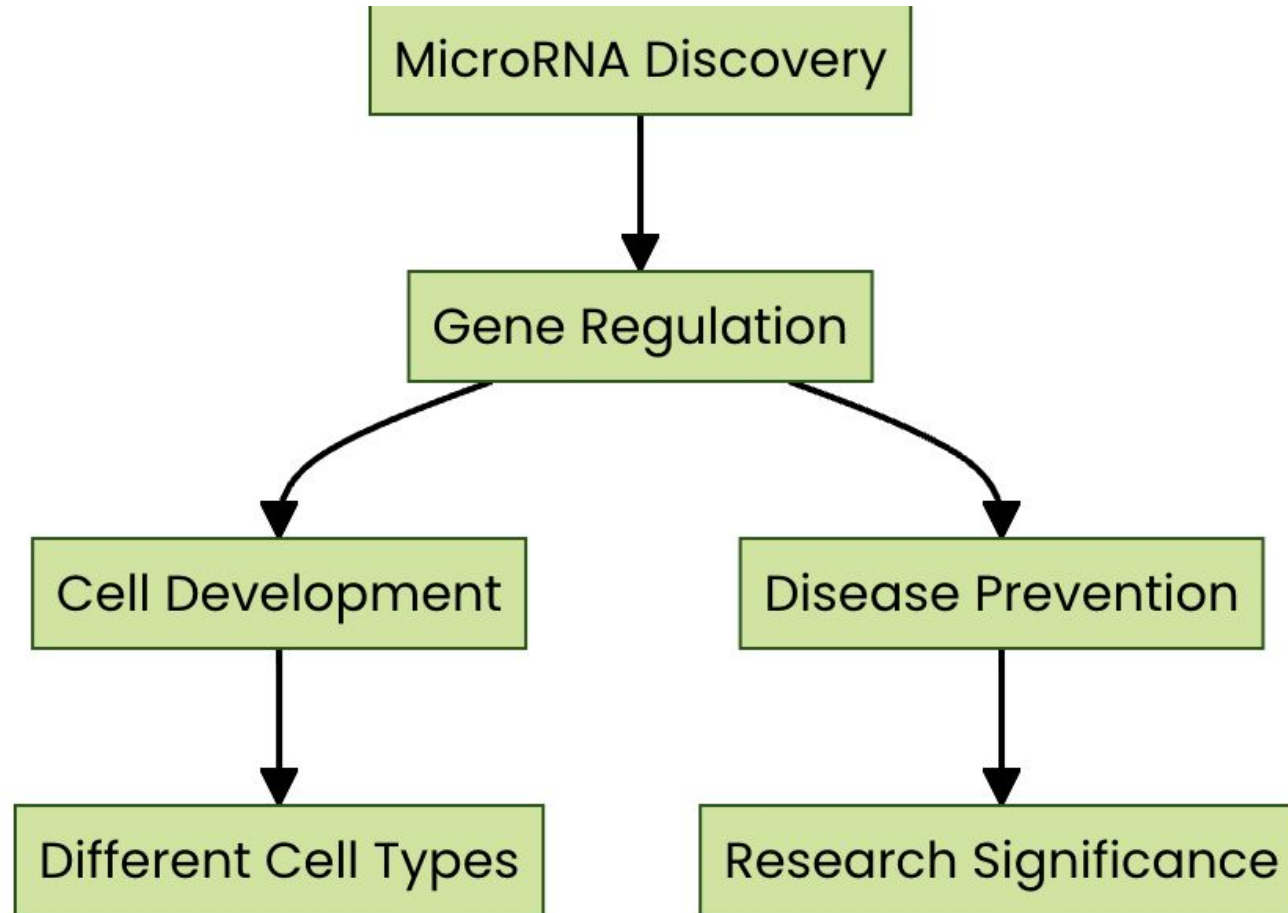 MicroRNA Discovery
Gene Regulation
Cell Development
Disease Prevention
Different Cell Types
Research Significance